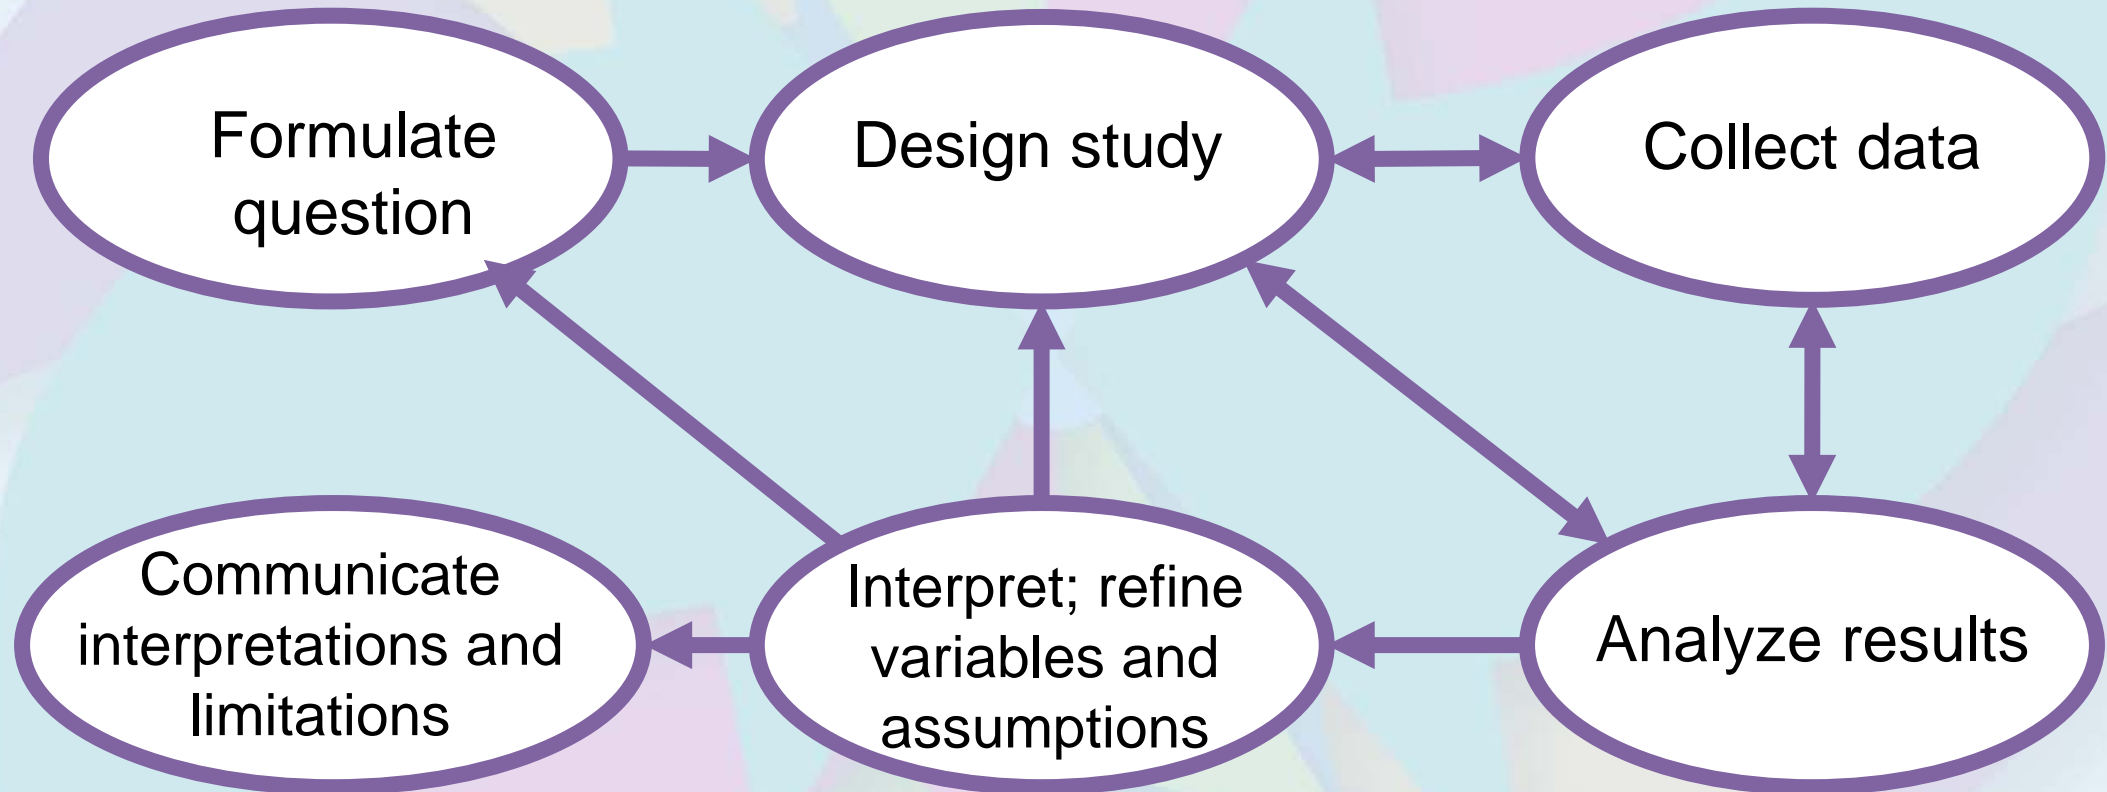 Formulate
question
Design study
Collect data
Communicate
interpretations and
limitations
Interpret; refine
variables and
assumptions
Analyze results